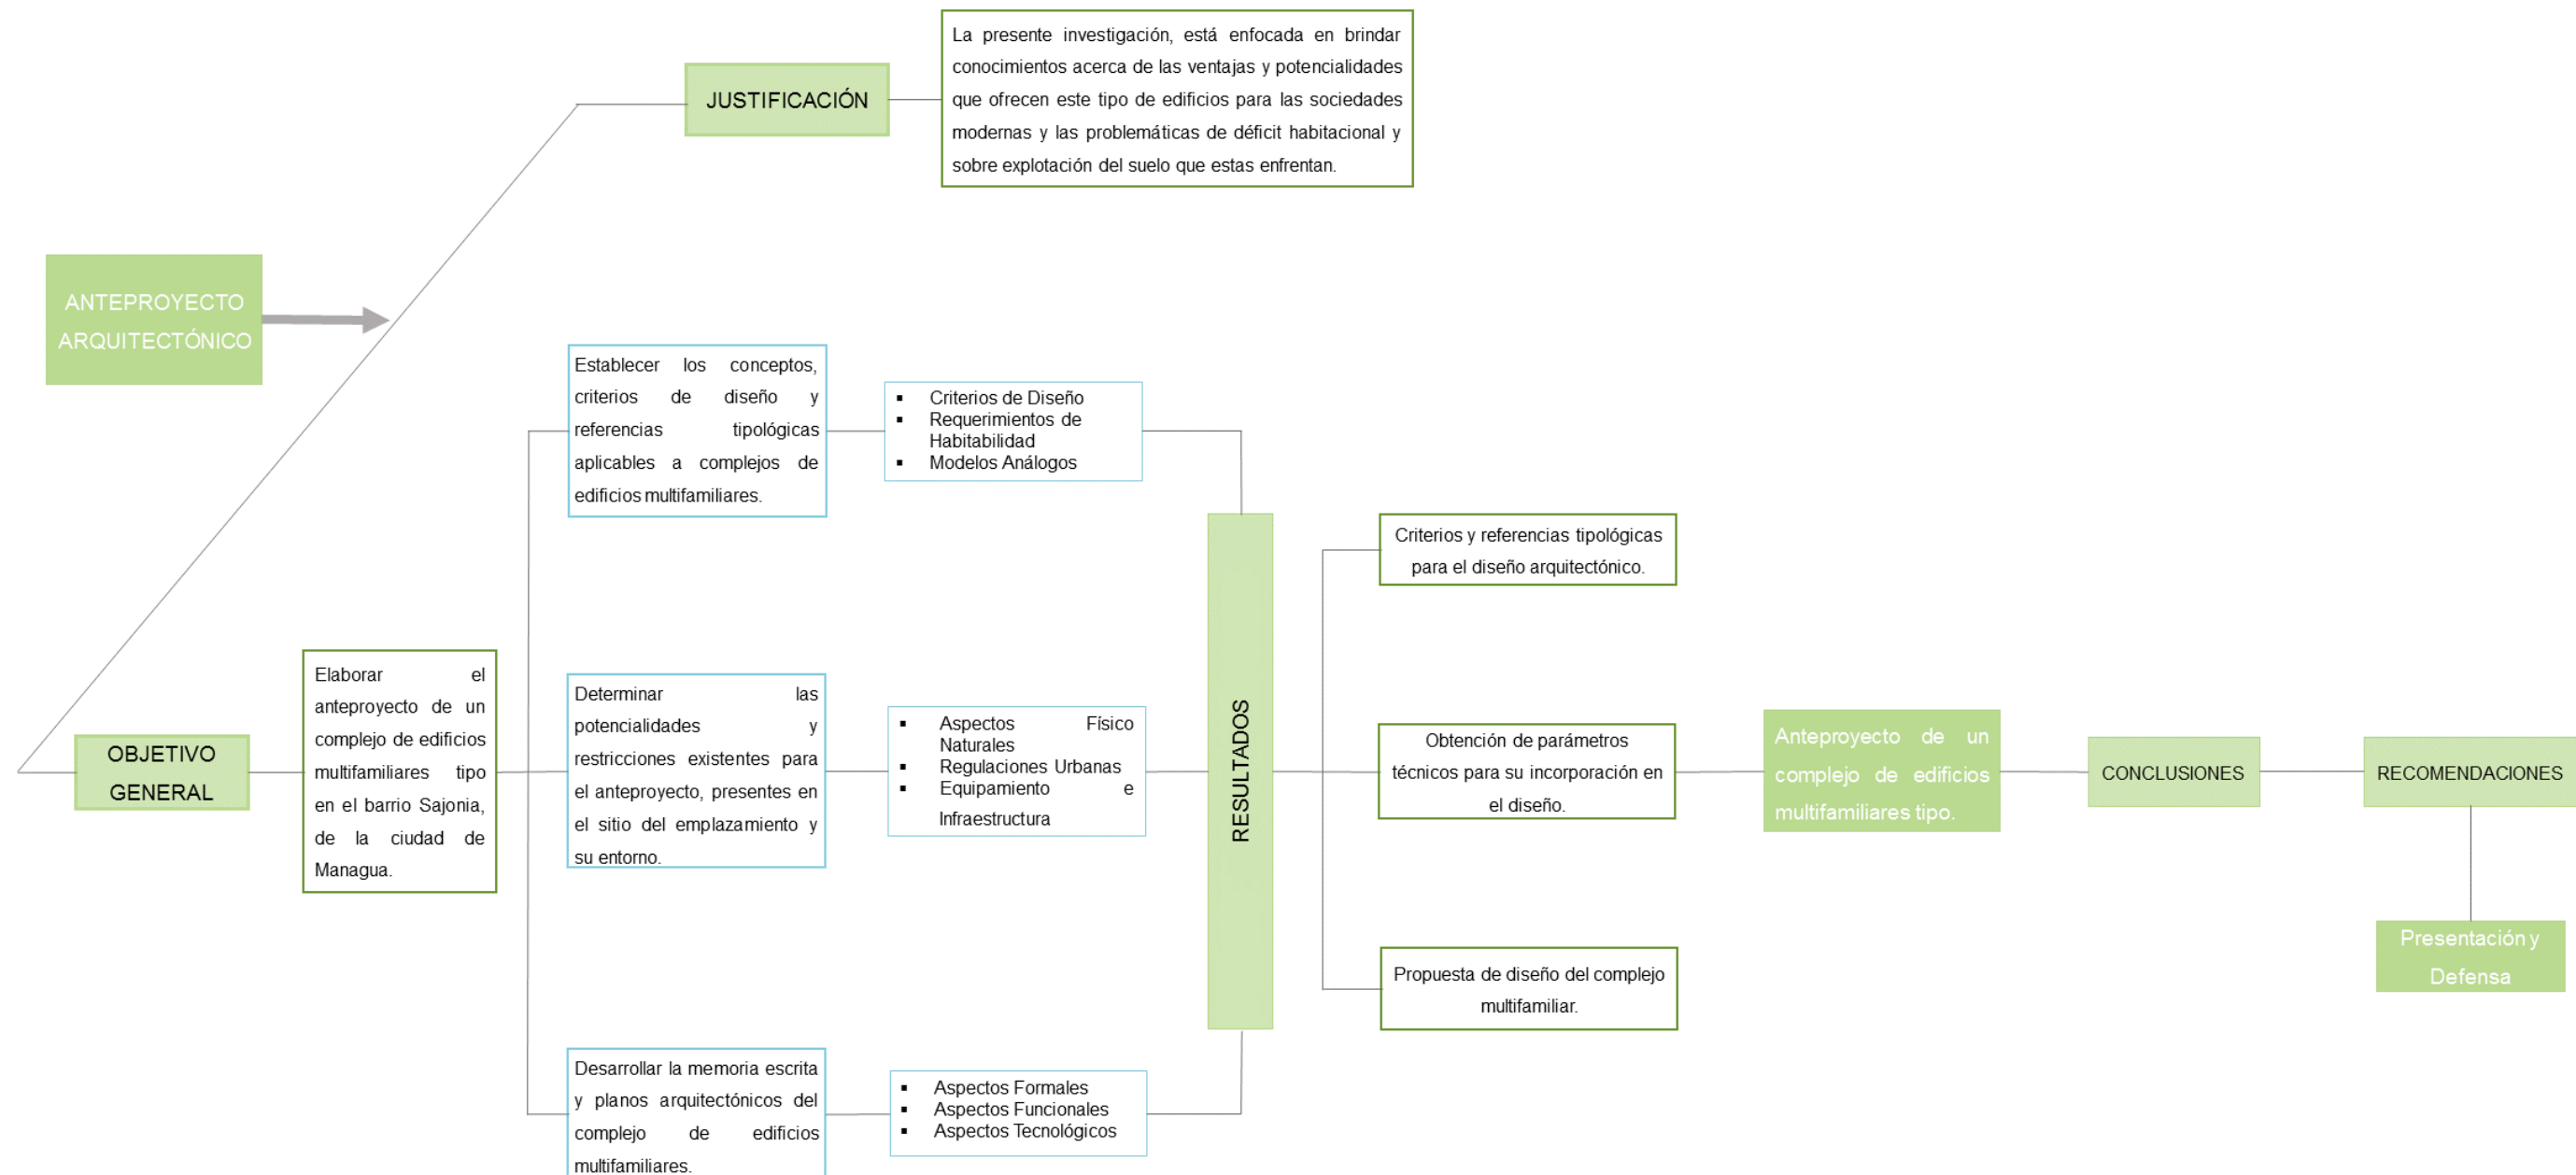 La presente investigación, está enfocada en brindar
conocimientos acerca de las ventajas y potencialidades
que ofrecen este tipo de edificios para las sociedades
modernas y las problemáticas de déficit habitacional y
sobre explotación del suelo que estas enfrentan.
JUSTIFICACIÓN
ANTEPROYECTO
ARQUITECTÓNICO
Establecer los conceptos,
criterios de diseño y
referencias tipológicas
aplicables a complejos de
edificios multifamiliares.
▪ Criterios de Diseño
▪ Requerimientos de
Habitabilidad
▪ Modelos Análogos
OBJETIVO
GENERAL
Elaborar el
anteproyecto de un
complejo de edificios
multifamiliares tipo
en el barrio Sajonia,
de la ciudad de
Managua.
Determinar las
potencialidades y
restricciones existentes para
el anteproyecto, presentes en
el sitio del emplazamiento y
su entorno.
▪ Aspectos Físico
Naturales
▪ Regulaciones Urbanas
▪ Equipamiento e
Infraestructura
Desarrollar la memoria escrita
y planos arquitectónicos del
complejo de edificios
multifamiliares.
▪ Aspectos Formales
▪ Aspectos Funcionales
▪ Aspectos Tecnológicos
RESULTADOS
Criterios y referencias tipológicas
para el diseño arquitectónico.
Obtención de parámetros
técnicos para su incorporación en
el diseño.
Propuesta de diseño del complejo
multifamiliar.
Anteproyecto de un
complejo de edificios
multifamiliares tipo.
CONCLUSIONES
RECOMENDACIONES
Presentación y
Defensa